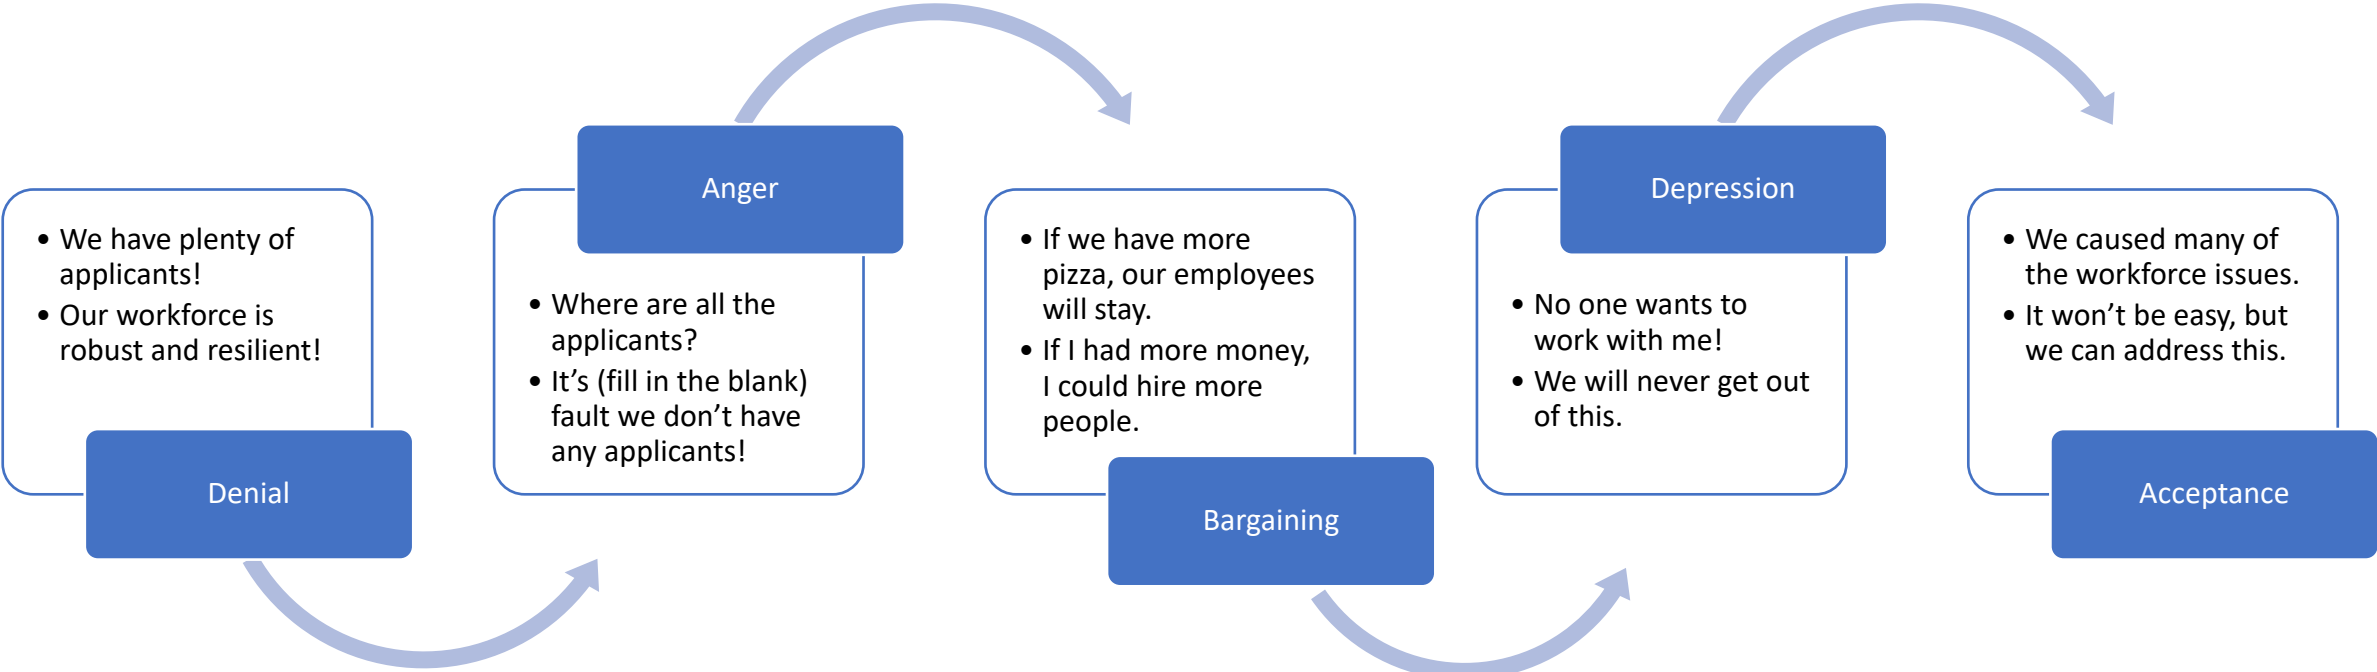 • We have plenty of
applicants!
• Our workforce is
robust and resilient!
Denial
Anger
• Where are all the
applicants?
• It’s (fill in the blank)
fault we don’t have
any applicants!
• If we have more
pizza, our employees
will stay.
• If I had more money,
I could hire more
people.
Bargaining
Depression
• No one wants to
work with me!
• We will never get out
of this.
• We caused many of
the workforce issues.
• It won’t be easy, but
we can address this.
Acceptance